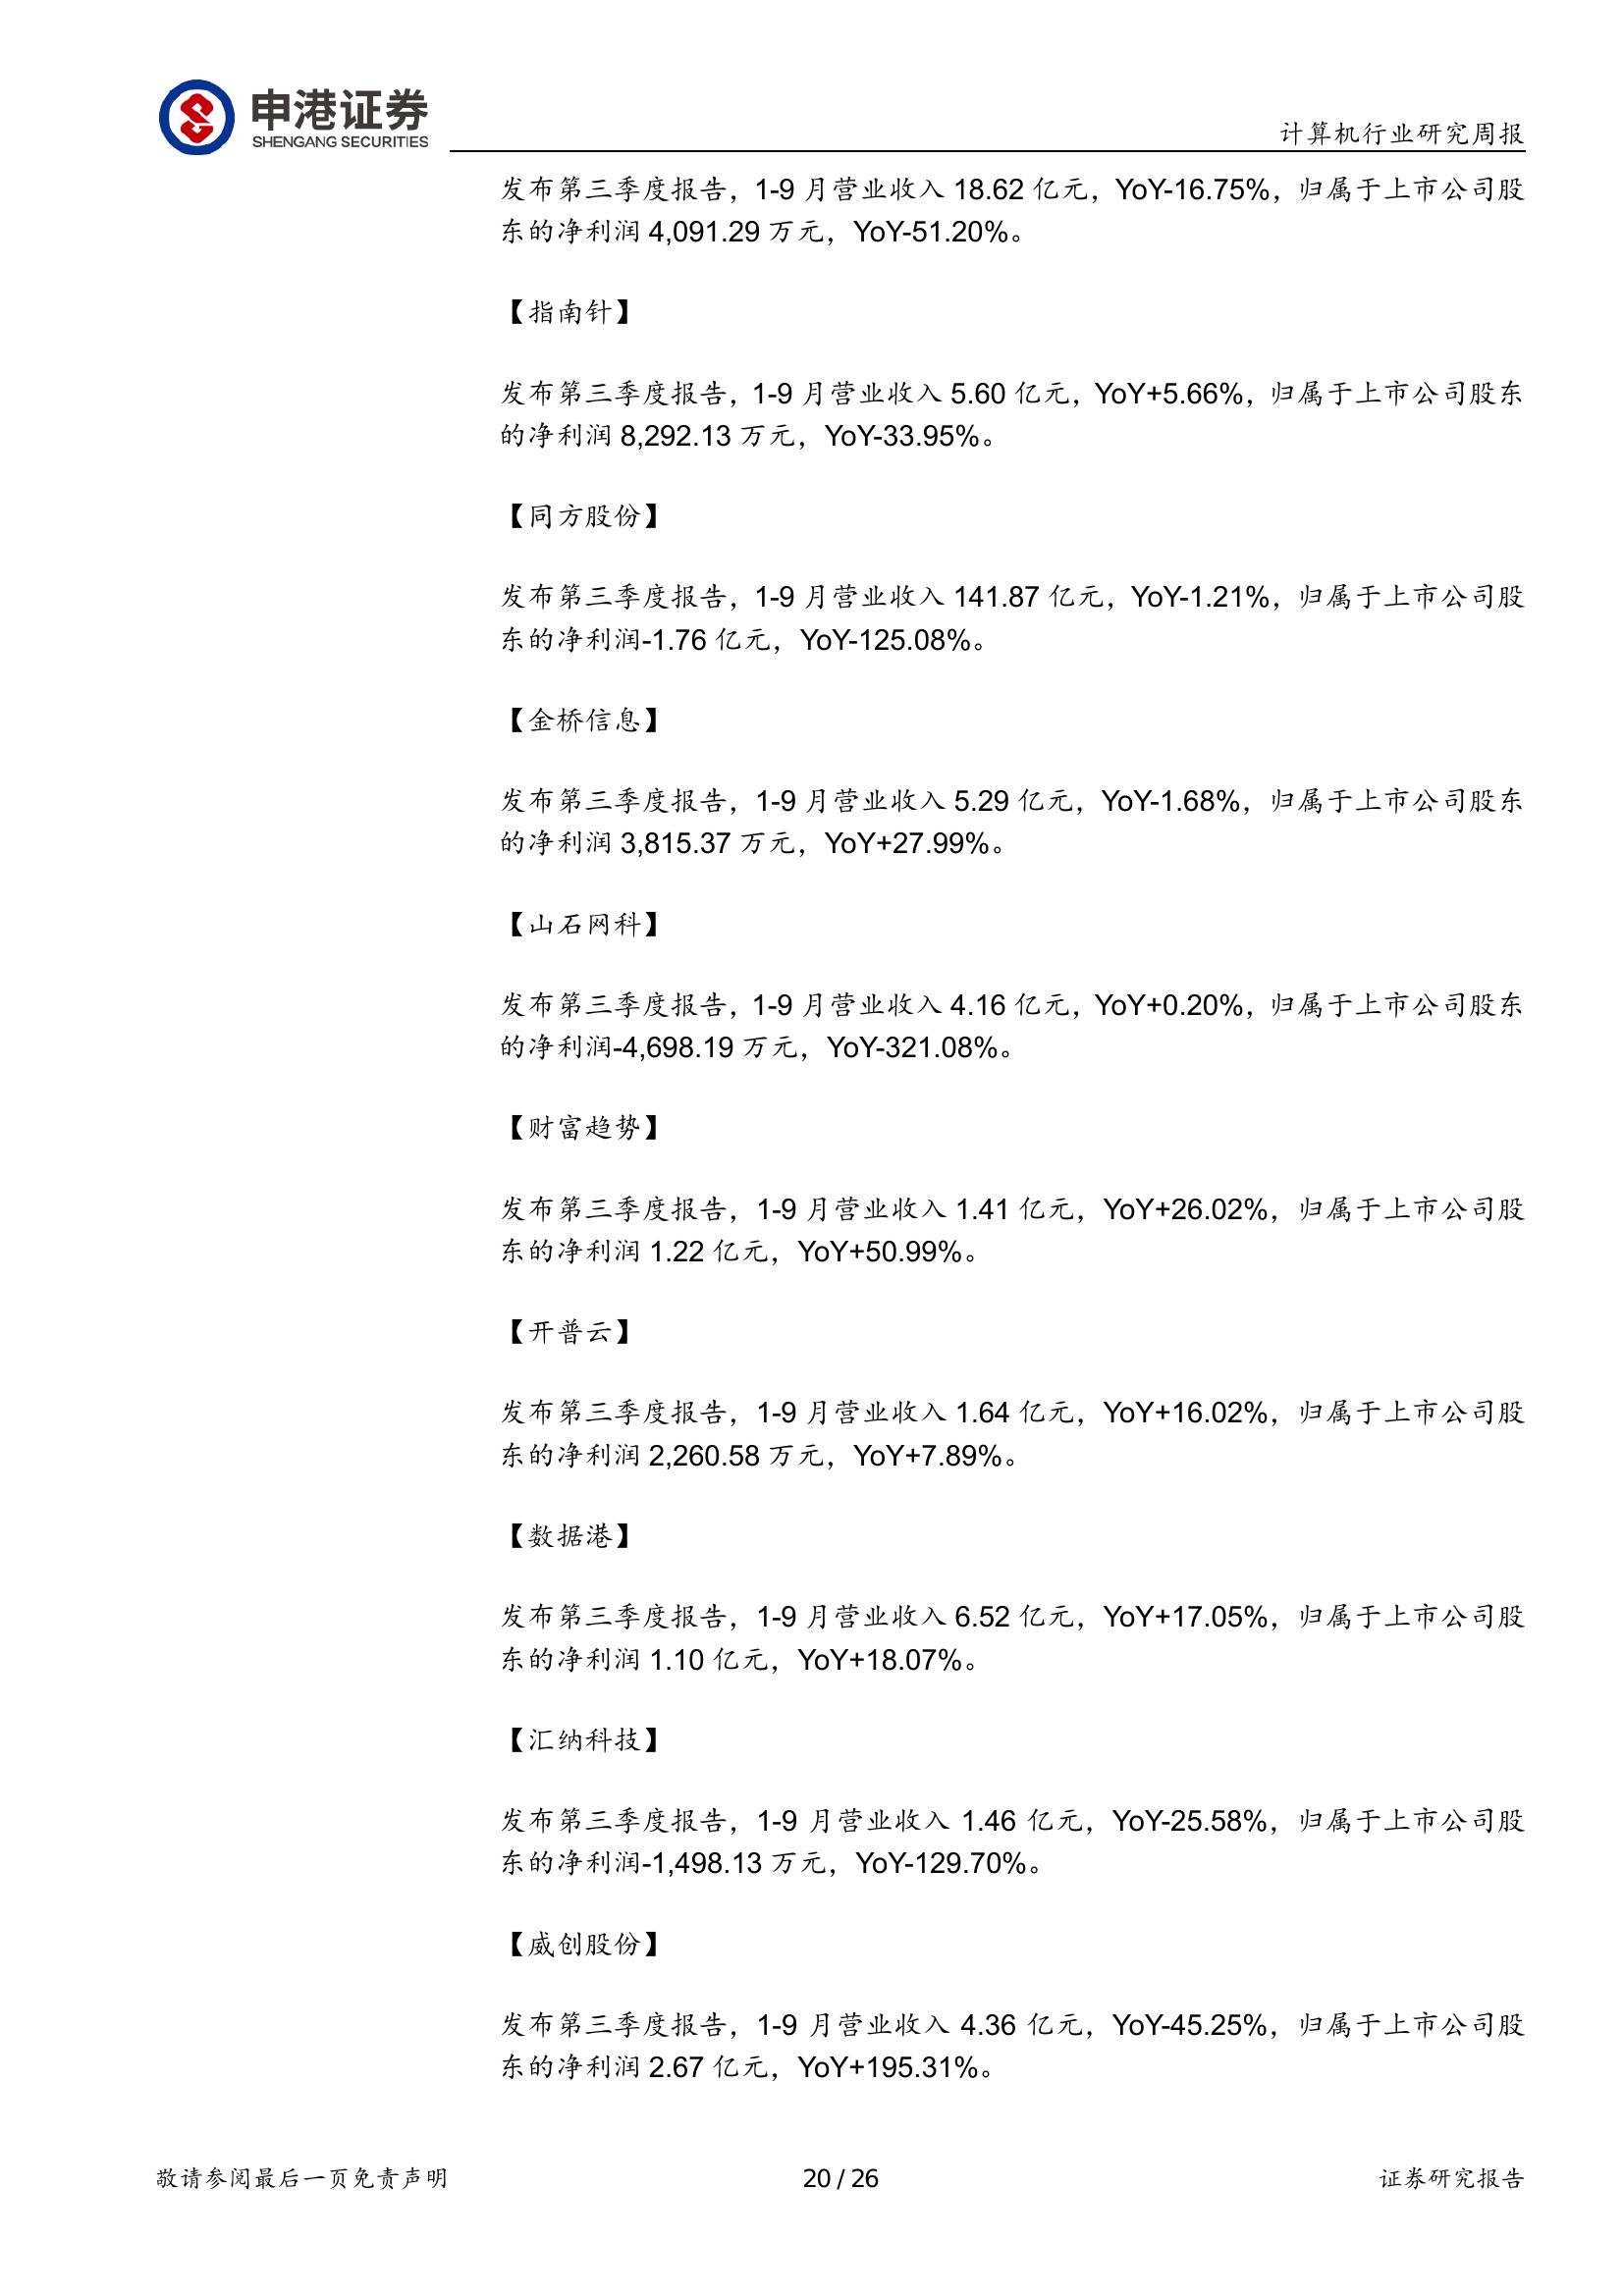 申港证券
SHENGANG SECURITIES
计算机行业研究周报
发布第三季度报告，1-9 月营业收入 18.62 亿元，YoY-16.75%，归属于上市公司股
东的净利润 4,091.29 万元，YoY-51.20%。
【指南针】
发布第三季度报告，1-9 月营业收入 5.60 亿元，YoY+5.66%，归属于上市公司股东
的净利润 8,292.13 万元，YoY-33.95%。
【同方股份】
发布第三季度报告，1-9 月营业收入 141.87 亿元，YoY-1.21%，归属于上市公司股
东的净利润-1.76 亿元，YoY-125.08%。
【金桥信息】
发布第三季度报告，1-9 月营业收入 5.29 亿元，YoY-1.68%，归属于上市公司股东
的净利润 3,815.37 万元，YoY+27.99%。
【山石网科】
发布第三季度报告，1-9 月营业收入 4.16 亿元，YoY+0.20%，归属于上市公司股东
的净利润-4,698.19 万元，YoY-321.08%。
【财富趋势】
发布第三季度报告，1-9 月营业收入 1.41 亿元，YoY+26.02%，归属于上市公司股
东的净利润 1.22 亿元，YoY+50.99%。
【开普云】
发布第三季度报告，1-9 月营业收入 1.64 亿元，YoY+16.02%，归属于上市公司股
东的净利润 2,260.58 万元，YoY+7.89%。
【数据港】
发布第三季度报告，1-9 月营业收入 6.52 亿元，YoY+17.05%，归属于上市公司股
东的净利润 1.10 亿元，YoY+18.07%。
【汇纳科技】
发布第三季度报告，1-9 月营业收入 1.46 亿元，YoY-25.58%，归属于上市公司股
东的净利润-1,498.13 万元，YoY-129.70%。
【威创股份】
发布第三季度报告，1-9 月营业收入 4.36 亿元，YoY-45.25%，归属于上市公司股
东的净利润 2.67 亿元，YoY+195.31%。
敬请参阅最后一页免责声明
20 / 26
证券研究报告